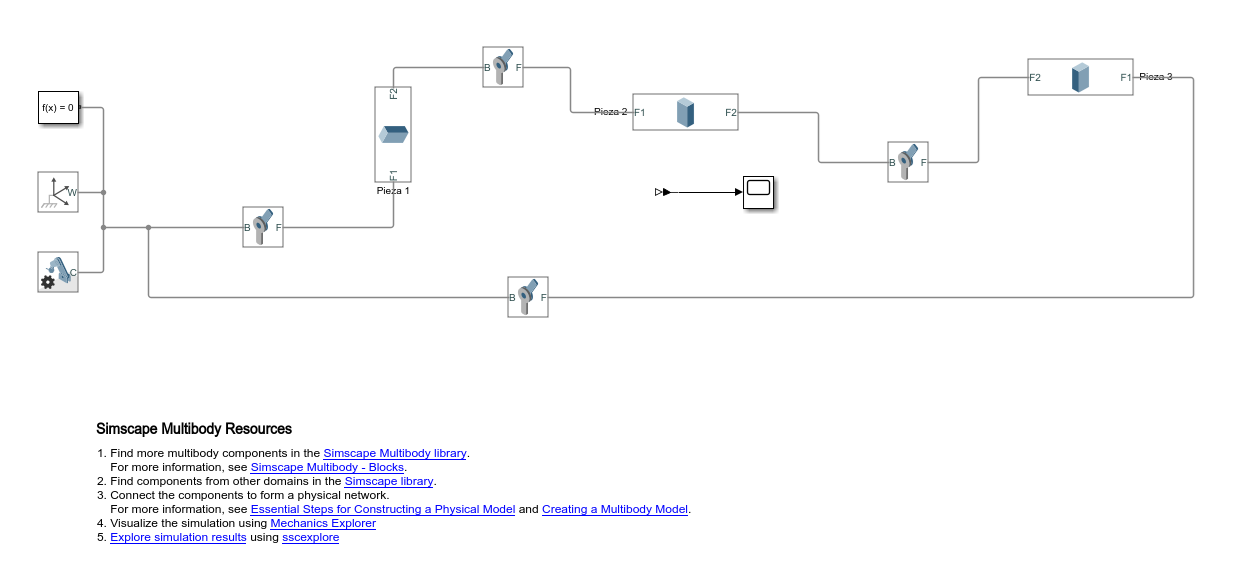 B F
F2
F1
Pieza 1
f(x) = 0
W
C
B F
Pieza 2
F1 F2
B F
F2 F1
Pieza 3
B F
Simscape Multibody Resources
1. Find more multibody components in the Simscape Multibody library.
For more information, see Simscape Multibody - Blocks.
2. Find components from other domains in the Simscape library.
3. Connect the components to form a physical network.
For more information, see Essential Steps for Constructing a Physical Model and Creating a Multibody Model.
4. Visualize the simulation using Mechanics Explorer
5. Explore simulation results using sscexplore